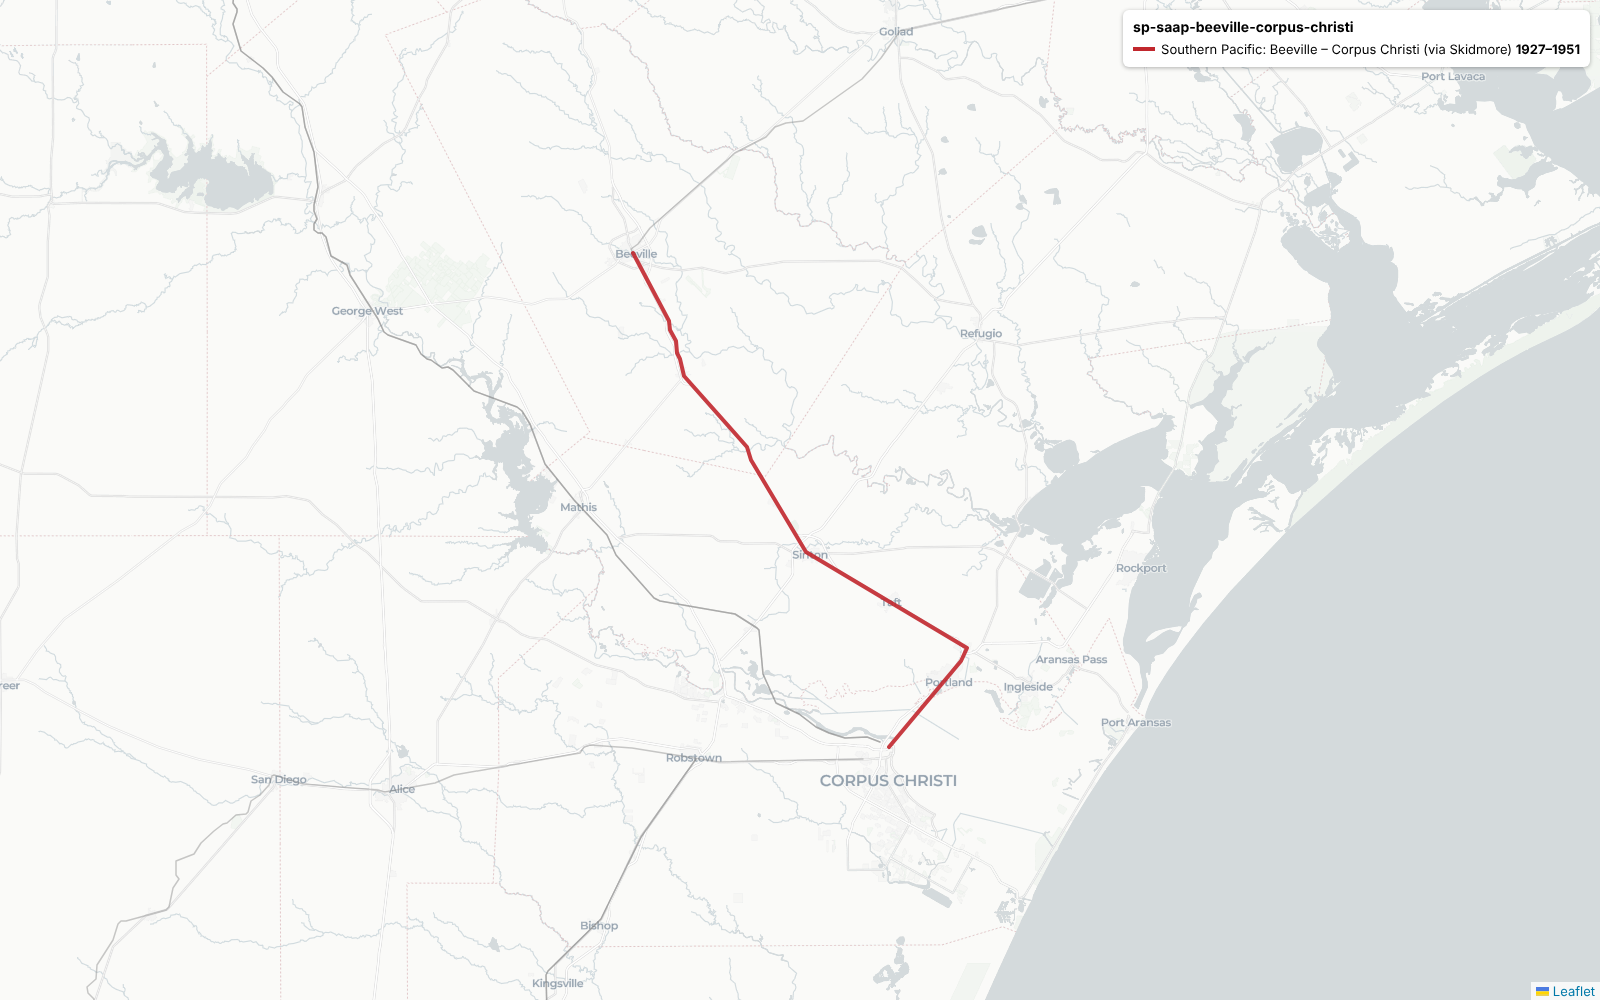 sp-saap-beeville-corpus-christi
Southern Pacific: Beeville – Corpus Christi (via Skidmore) 1927–1951
Goliad
Port Lavaca
Beeville
George West
Refugio
Mathis
Sinton
Rockport
Taft
Aransas Pass
Portland
Ingleside
Port Aransas
Robstown
San Diego
Alice
CORPUS CHRISTI
Bishop
Kingsville
Leaflet